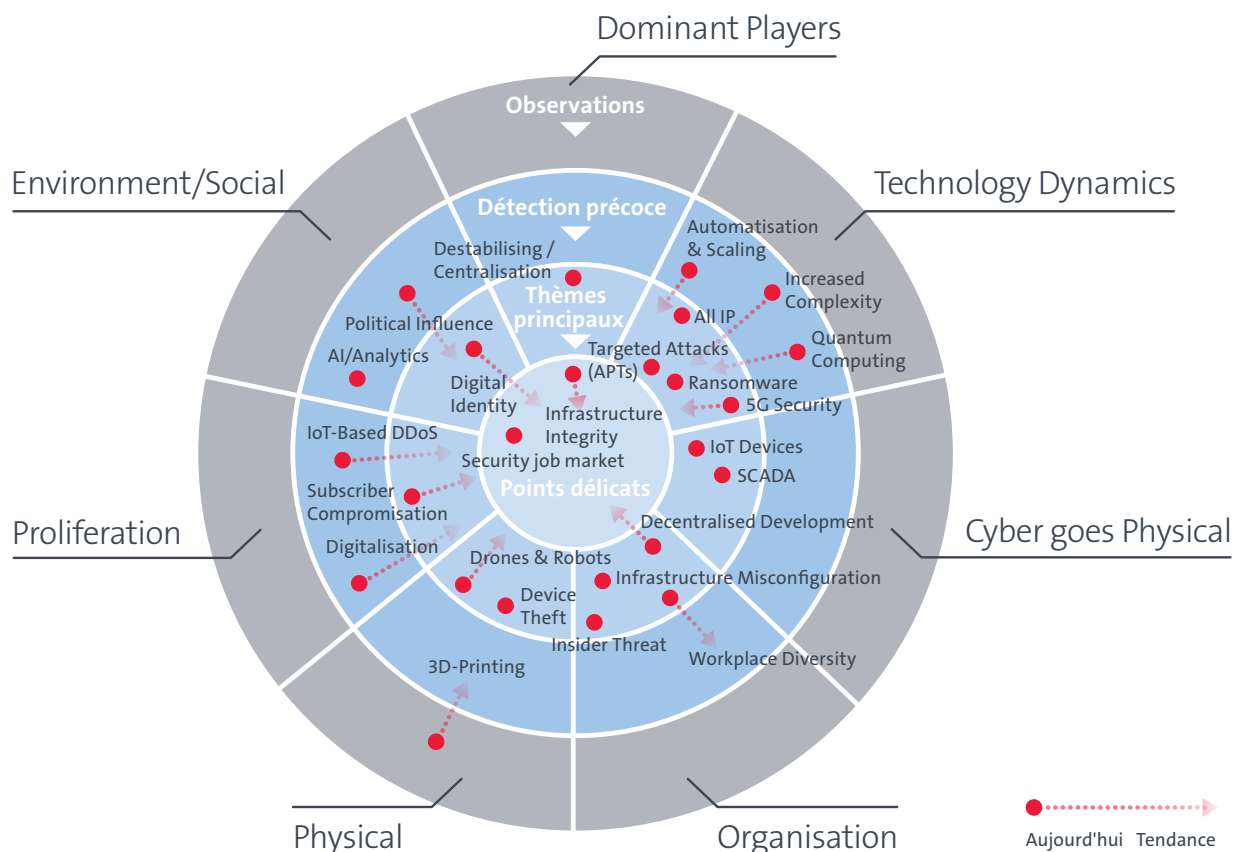 Dominant Players
Observations
Environment/Social
Technology Dynamics
Détection précoce
Automatisation
& Scaling
Destabilising /
Centralisation
Increased
Complexity
Thèmes
principaux
All IP
Political Influence
Quantum
Computing
AI/Analytics
Targeted Attacks
(APTs)
Ransomware
Digital
Identity
5G Security
Infrastructure
Integrity
IoT-Based DDoS
IoT Devices
Security job market
SCADA
Points délicats
Subscriber
Compromisation
Decentralised Development
Proliferation
Cyber goes Physical
Digitalisation
Drones & Robots
Infrastructure Misconfiguration
Device
Theft
Insider Threat
Workplace Diversity
3D-Printing
Physical
Organisation
Aujourd'hui Tendance